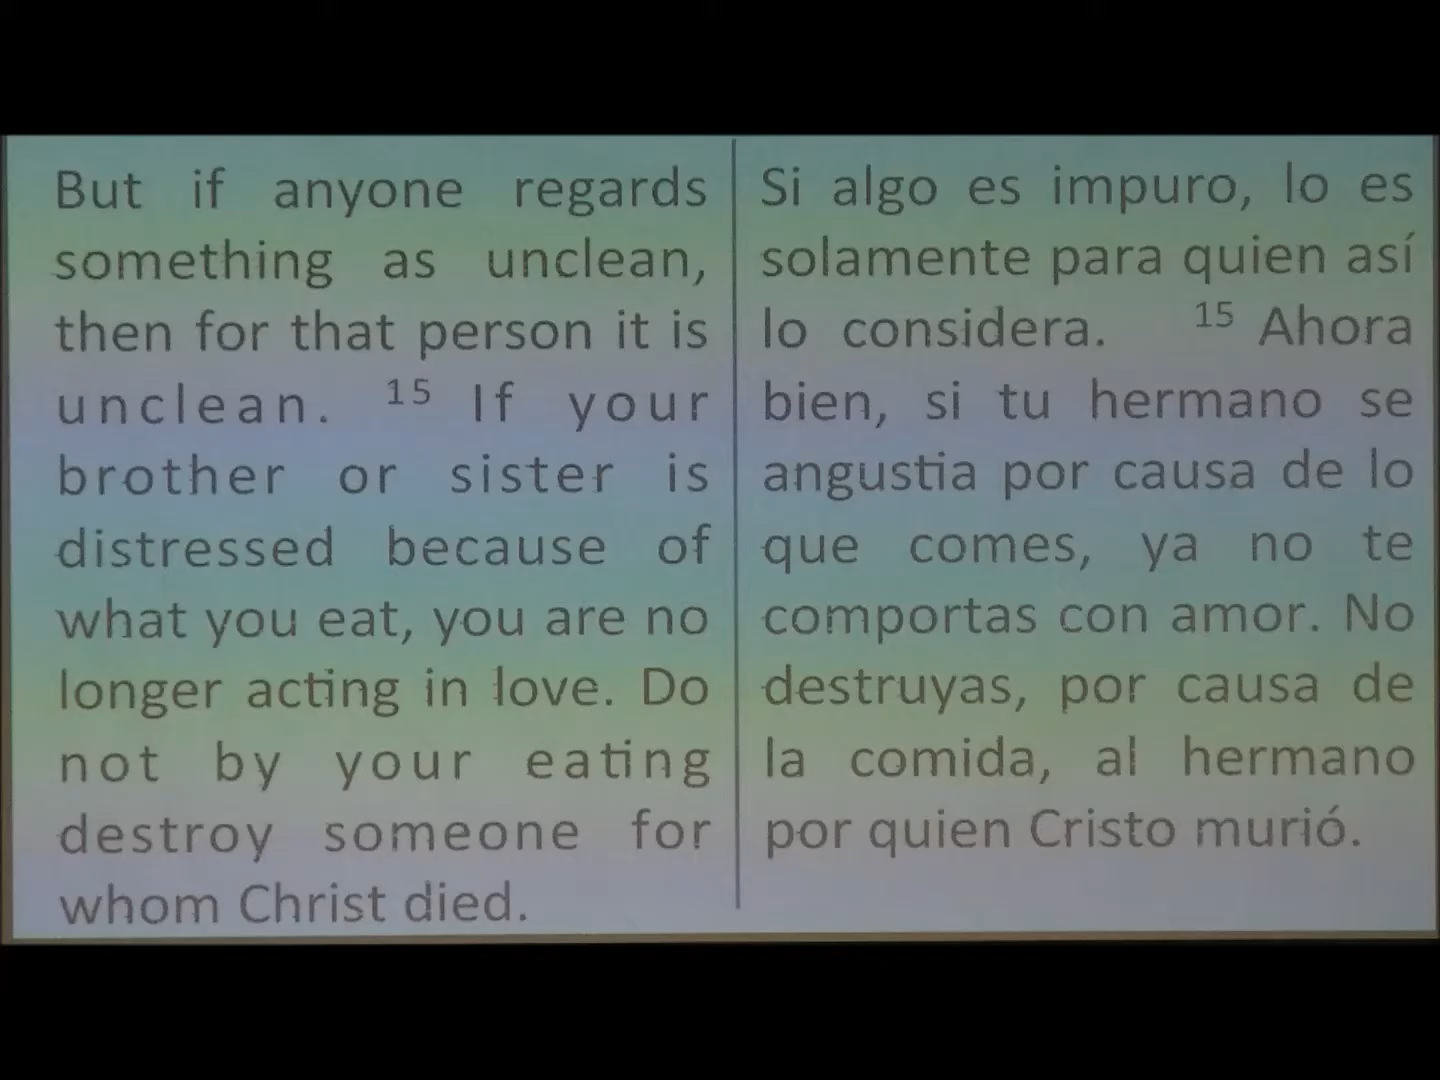 But if anyone regards
something as unclean,
then for that person it is
unclean. 15 If your
brother or sister is
distressed because of
what you eat, you are no
longer acting in love. Do
not by your eating
destroy someone for
whom Christ died.
Si algo es impuro, lo es
solamente para quien así
lo considera. 15 Ahora
bien, si tu hermano se
angustia por causa de lo
que comes, ya no te
comportas con amor. No
destruyas, por causa de
la comida, al hermano
por quien Cristo murió.